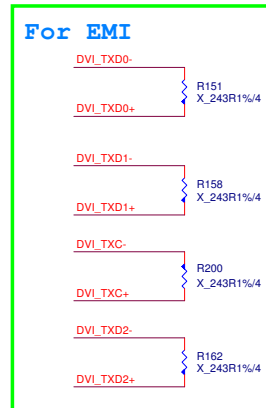 For EMI
DVI_TXD0-
R151
X_243R1%/4
DVI_TXD0+
DVI_TXD1-
R158
X_243R1%/4
DVI_TXD1+
DVI_TXC-
R200
X_243R1%/4
DVI_TXC+
DVI_TXD2-
R162
X_243R1%/4
DVI_TXD2+